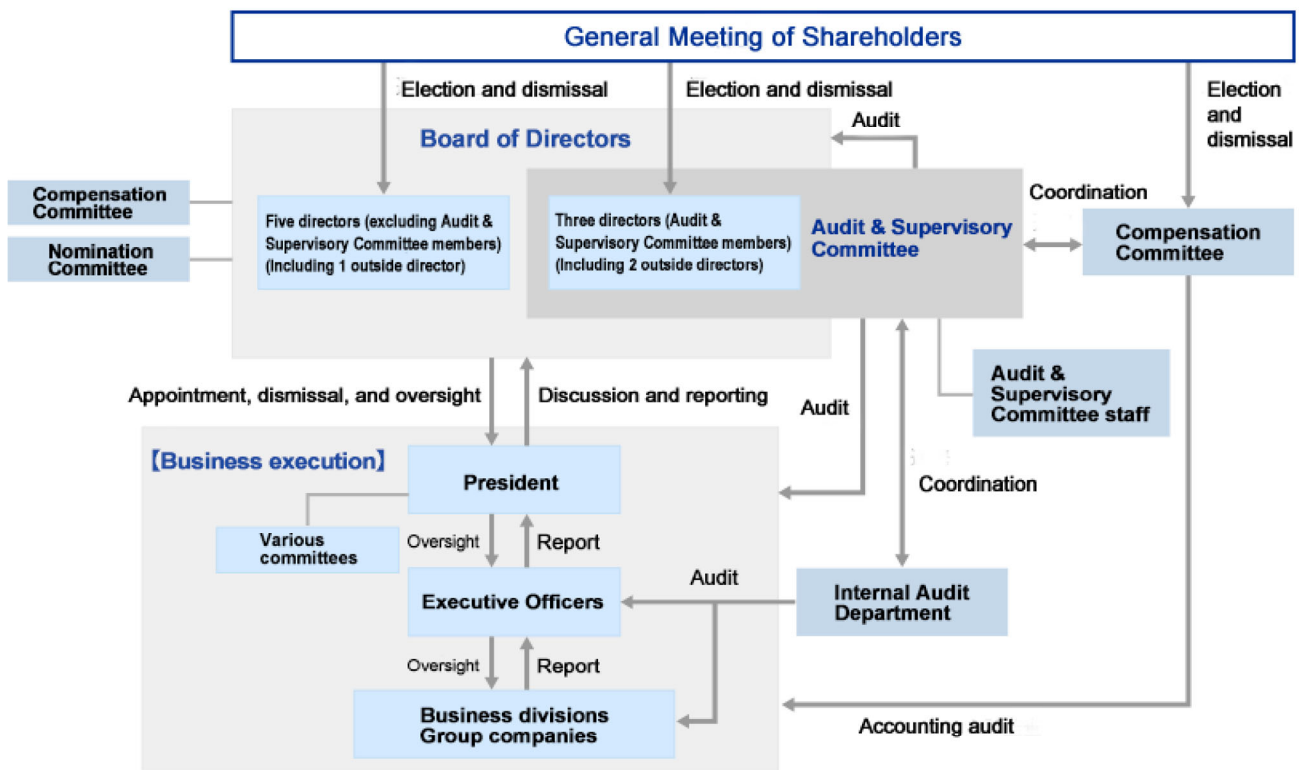 General Meeting of Shareholders
Election and dismissal
Election and dismissal
Election
and
dismissal
Audit
Board of Directors
Compensation
Committee
Nomination
Committee
Five directors (excluding Audit &
Supervisory Committee members)
(Including 1 outside director)
Three directors (Audit &
Supervisory Committee members)
(Including 2 outside directors)
Audit & Supervisory
Committee
Coordination
Compensation
Committee
Appointment, dismissal, and oversight
Discussion and reporting
Audit
Audit &
Supervisory
Committee staff
【Business execution】
President
Coordination
Various
committees
Oversight
Report
Executive Officers
Audit
Internal Audit
Department
Oversight
Report
Business divisions
Group companies
Accounting audit